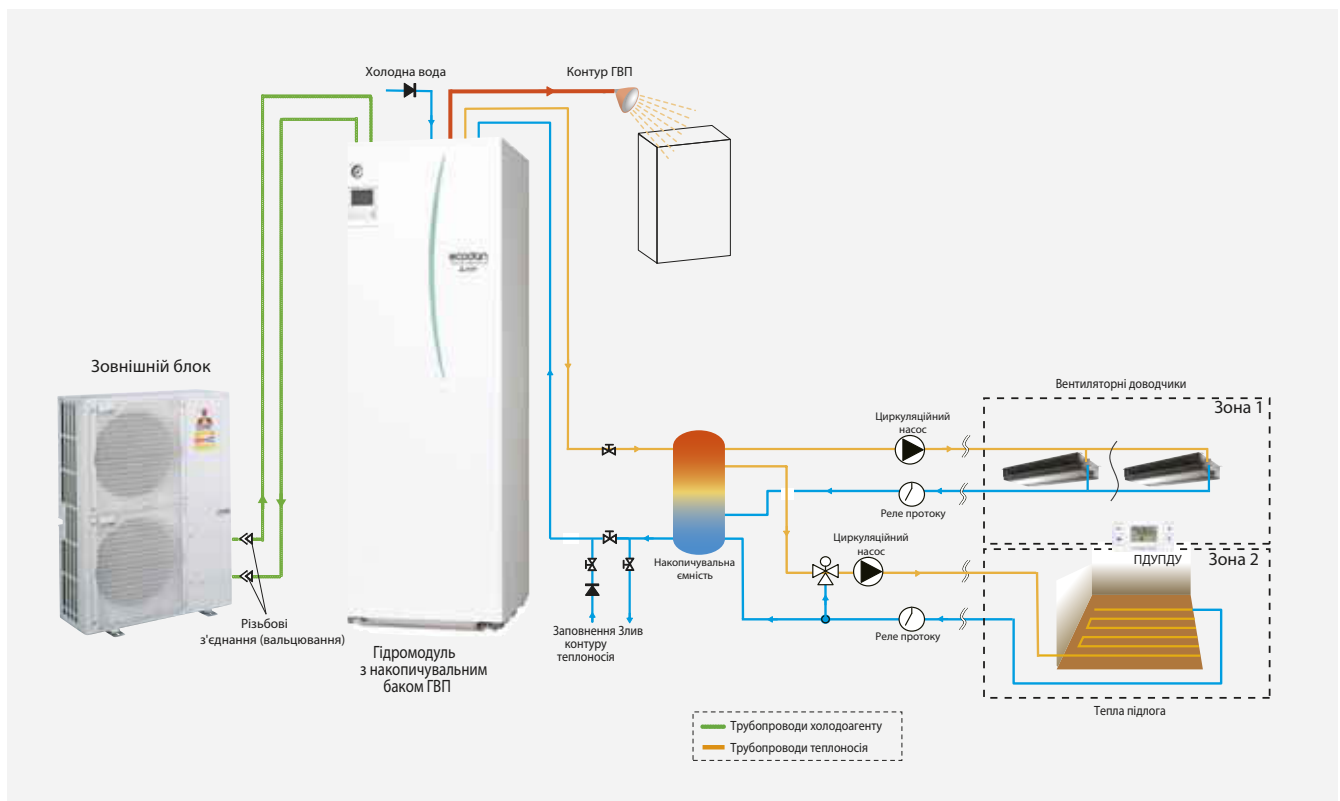 Холодна вода
Контур ГВП
ecodan
Зовнішній блок
Різьбові
з'єднання (вальцювання)
Гідромодуль
з накопичувальним
баком ГВП
Заповнення
контуру
теплоносія
Злив
Накопичувальна
ємність
Циркуляційний
насос
Реле протоку
Циркуляційний
насос
Реле протоку
Вентиляторні доводчики
Зона 1
ПДУПДУ
Зона 2
Тепла підлога
Трубопроводи холодоагенту
Трубопроводи теплоносія